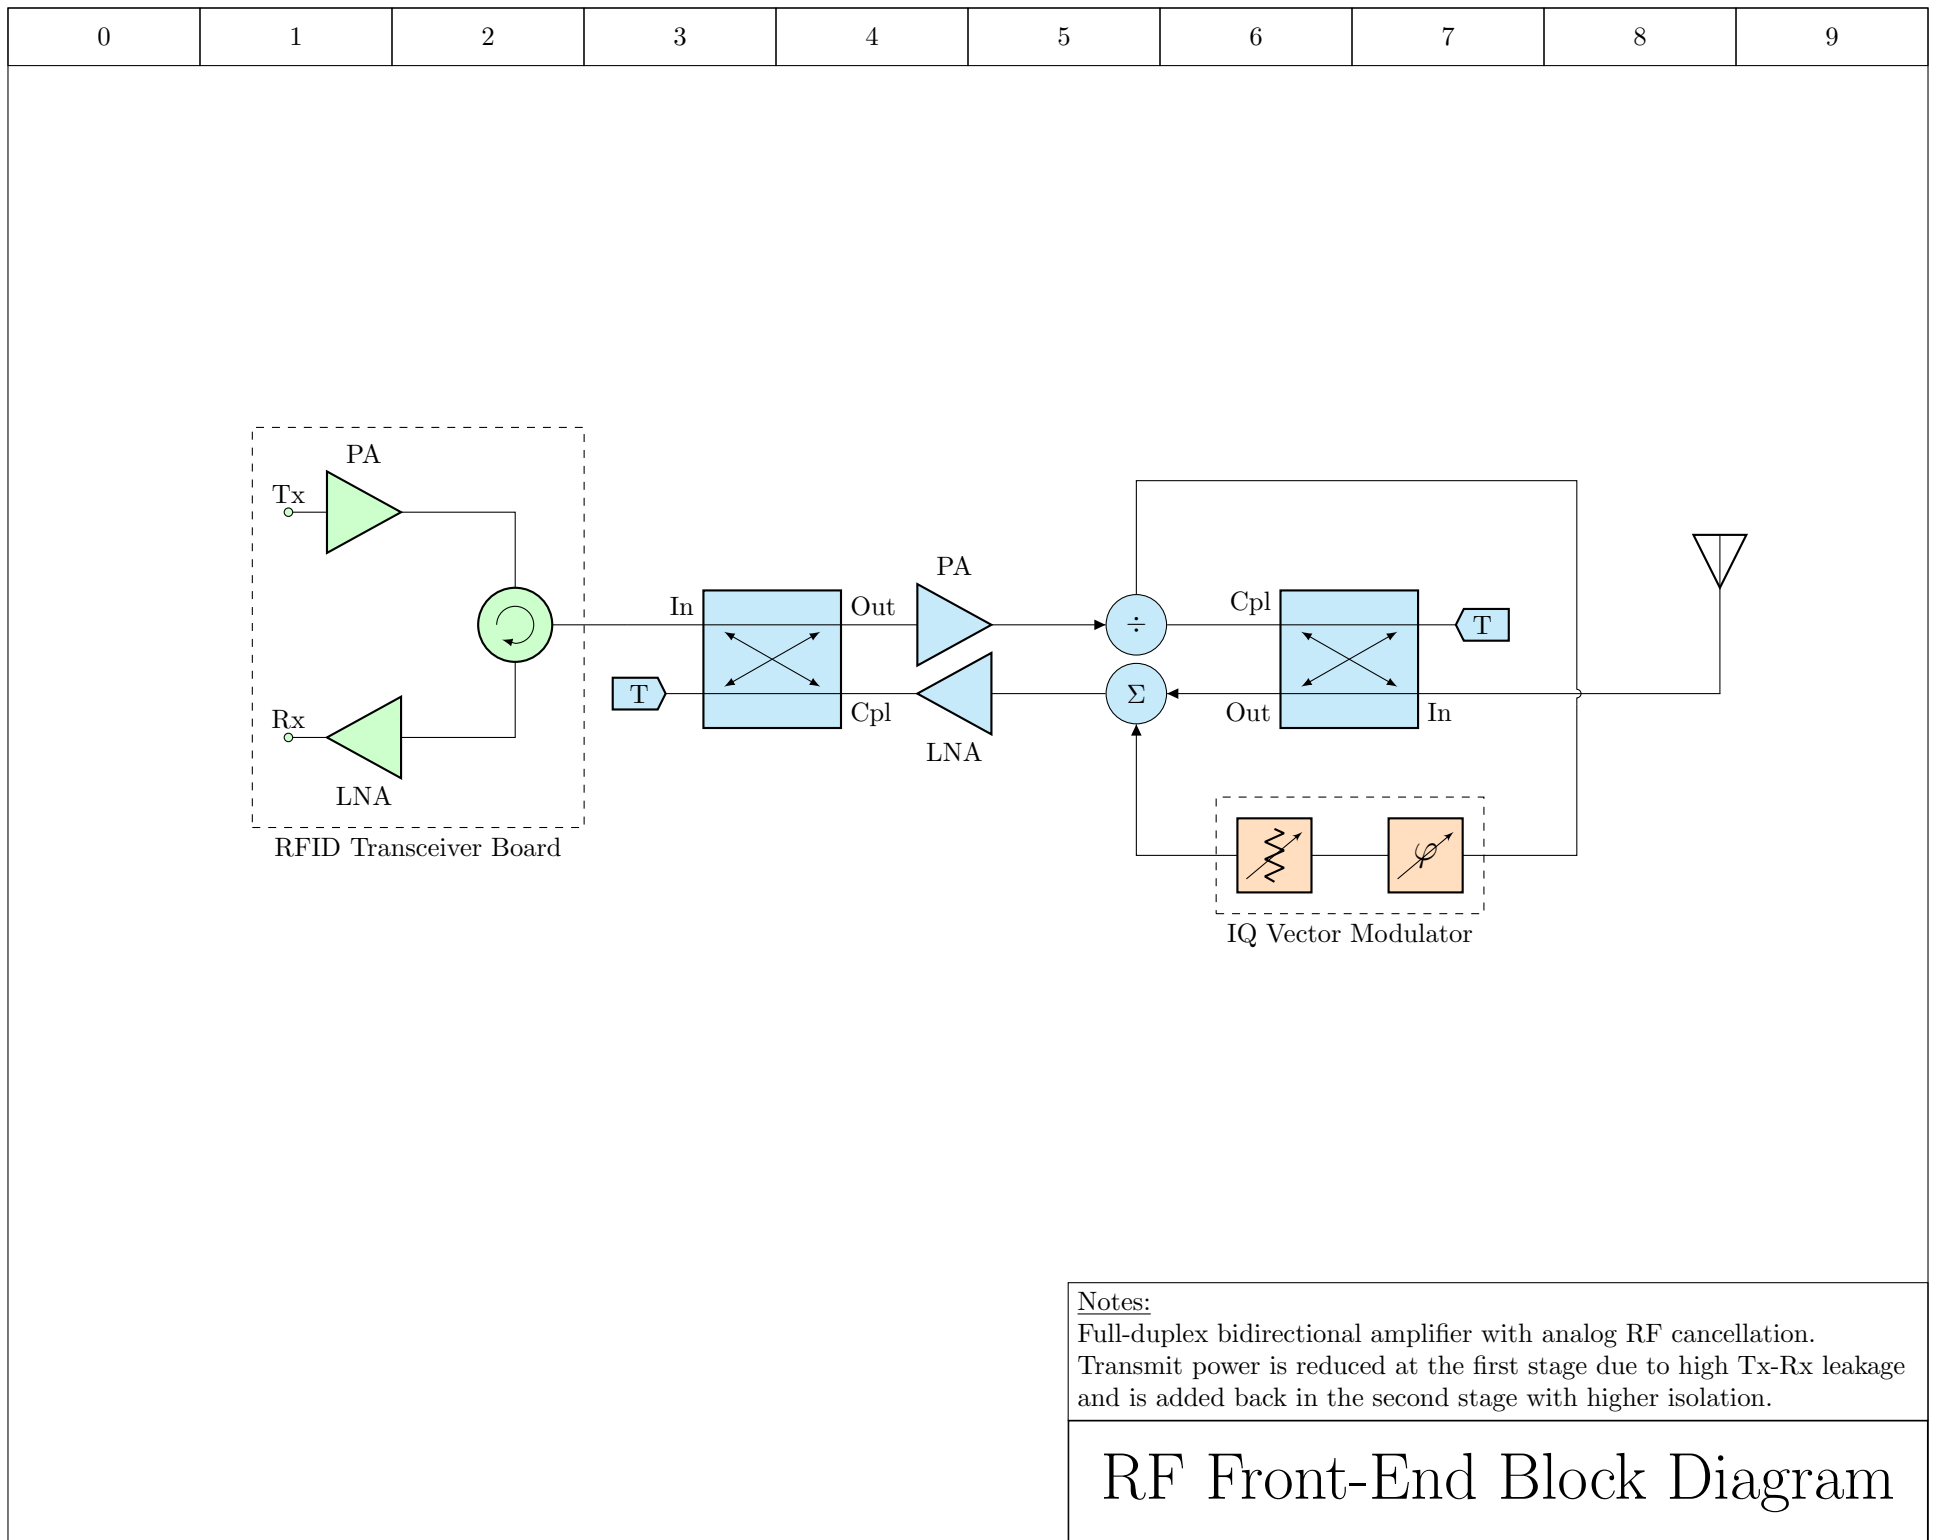 0 1 2 3 4 5 6 7 8 9
PA
Tx
Rx
LNA
RFID Transceiver Board
In
Out
T
Cpl
PA
LNA
÷
Σ
Cpl
T
Out
In
φ
IQ Vector Modulator
Notes:
Full-duplex bidirectional amplifier with analog RF cancellation.
Transmit power is reduced at the first stage due to high Tx-Rx leakage
and is added back in the second stage with higher isolation.
RF Front-End Block Diagram